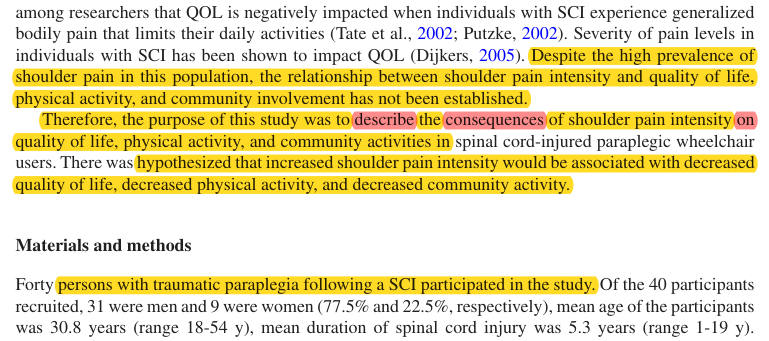 among researchers that QOL is negatively impacted when individuals with SCI experience generalized
bodily pain that limits their daily activities (Tate et al., 2002; Putzke, 2002). Severity of pain levels in
individuals with SCI has been shown to impact QOL (Dijkers, 2005). Despite the high prevalence of
shoulder pain in this population, the relationship between shoulder pain intensity and quality of life,
physical activity, and community involvement has not been established.
Therefore, the purpose of this study was to describe the consequences of shoulder pain intensity on
quality of life, physical activity, and community activities in spinal cord-injured paraplegic wheelchair
users. There was hypothesized that increased shoulder pain intensity would be associated with decreased
quality of life, decreased physical activity, and decreased community activity.
Materials and methods
Forty persons with traumatic paraplegia following a SCI participated in the study. Of the 40 participants
recruited, 31 were men and 9 were women (77.5% and 22.5%, respectively), mean age of the participants
was 30.8 years (range 18-54 y), mean duration of spinal cord injury was 5.3 years (range 1-19 y).